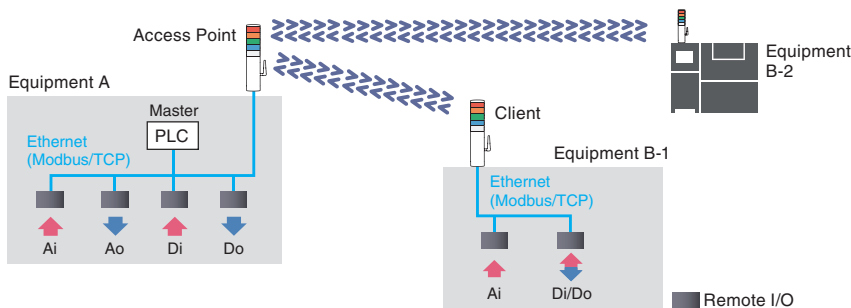 Access Point
Equipment
B-2
Equipment A
Master
PLC
Client
Ethernet
(Modbus/TCP)
Equipment B-1
Ethernet
(Modbus/TCP)
Ai
Ao
Di
Do
Ai
Di/Do
Remote I/O